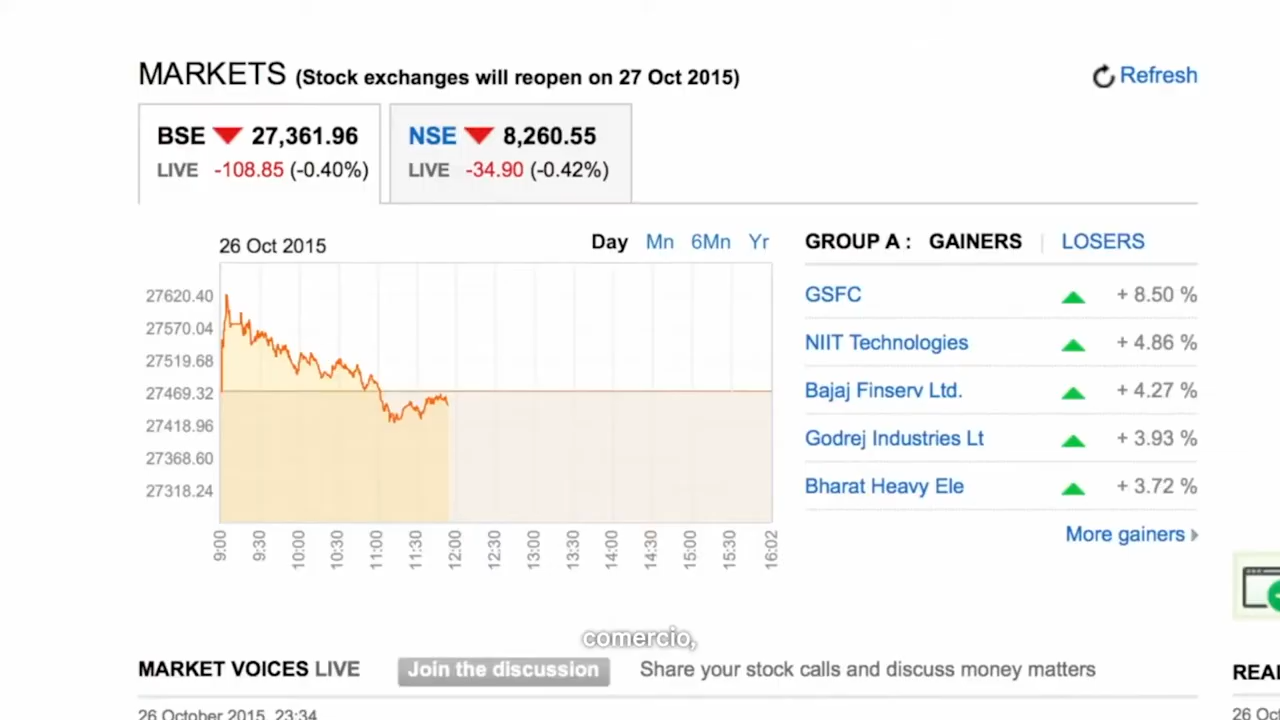 MARKETS (Stock exchanges will reopen on 27 Oct 2015)
Refresh
BSE 27,361.96
LIVE -108.85 (-0.40%)
NSE 8,260.55
LIVE -34.90 (-0.42%)
26 Oct 2015
Day Mn 6Mn Yr
27620.40
27570.04
27519.68
27469.32
27418.96
27368.60
27318.24
9:00 9:30 10:00 10:30 11:00 11:30 12:00 12:30 13:00 13:30 14:00 14:30 15:00 15:30 16:02
GROUP A : GAINERS LOSERS
GSFC + 8.50 %
NIIT Technologies + 4.86 %
Bajaj Finserv Ltd. + 4.27 %
Godrej Industries Lt + 3.93 %
Bharat Heavy Ele + 3.72 %
More gainers
comercio,
MARKET VOICES LIVE
Join the discussion
Share your stock calls and discuss money matters
26 October 2015, 23:34